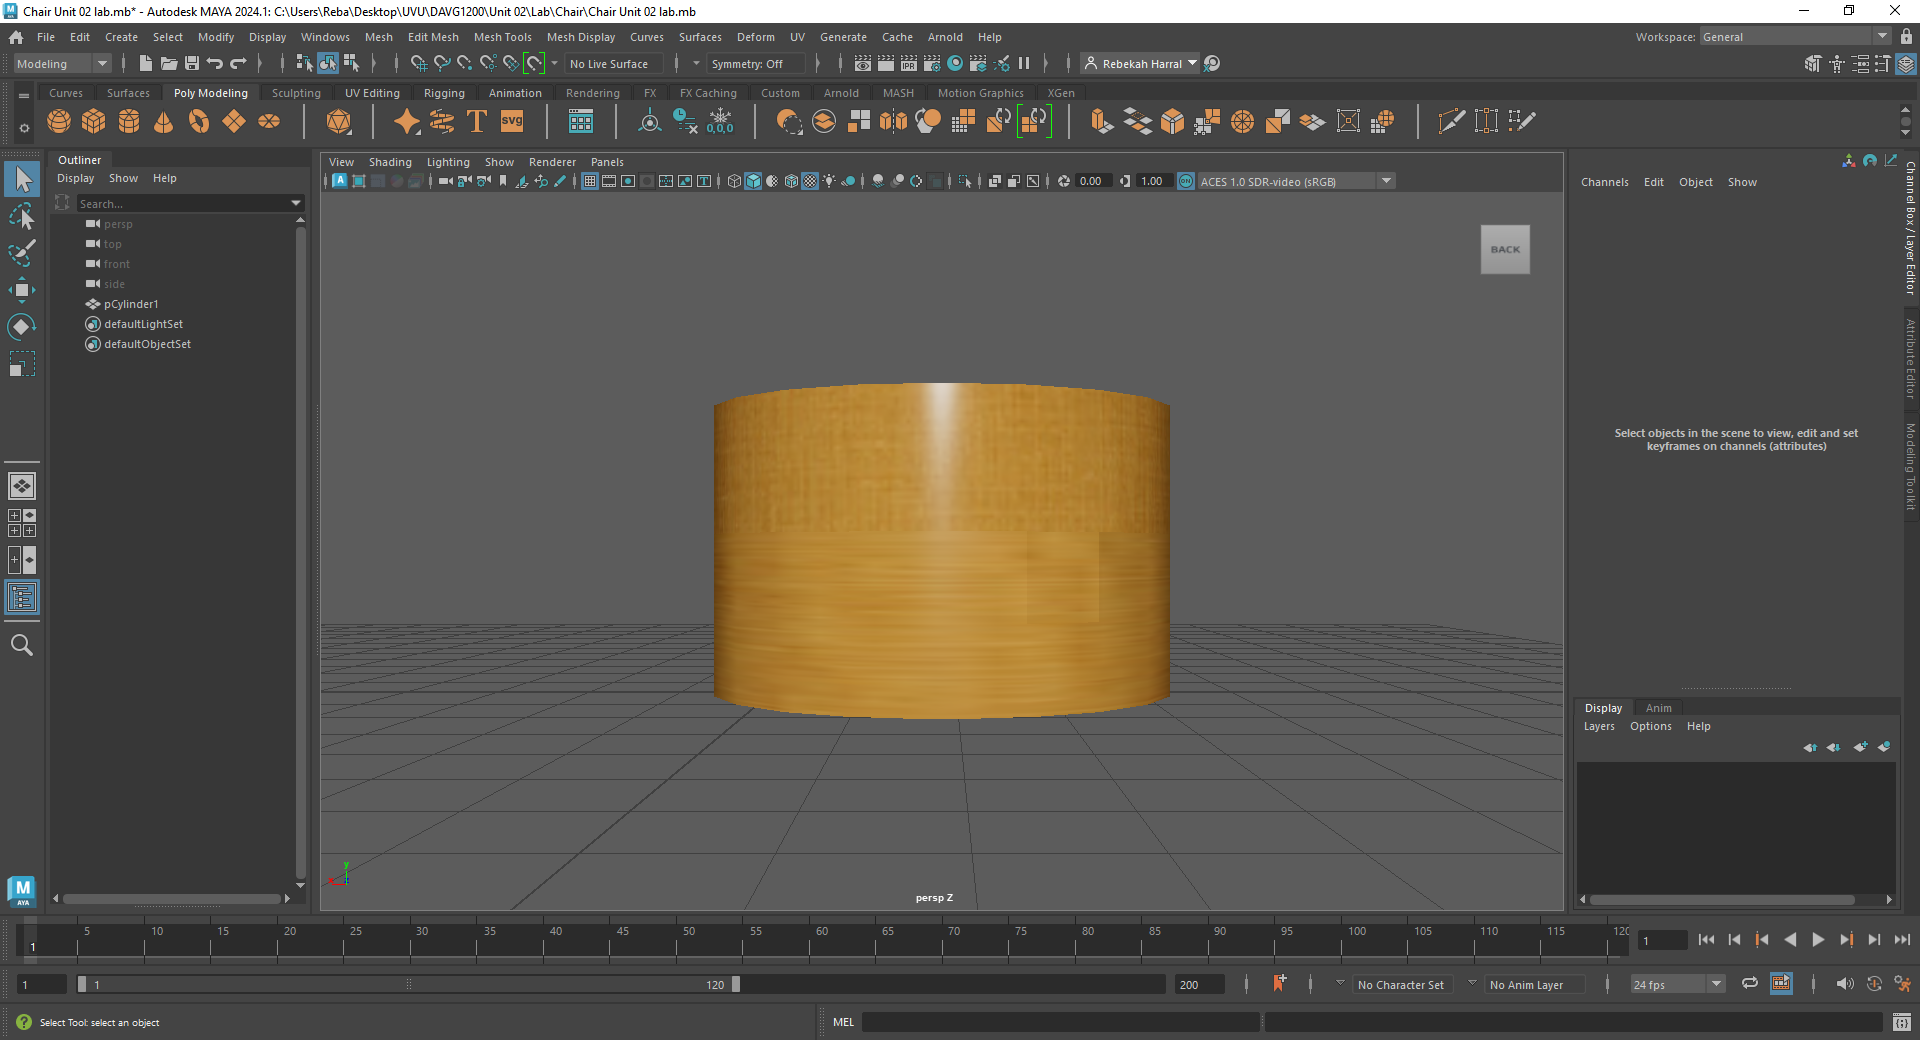 Chair Unit 02 lab.mb* - Autodesk MAYA 2024.1: C:\Users\Reba\Desktop\UVU\DAVG1200\Unit 02\Lab\Chair\Chair Unit 02 lab.mb
File Edit Create Select Modify Display Windows Mesh Edit Mesh Mesh Tools Mesh Display Curves Surfaces Deform UV Generate Cache Arnold Help Workspace: General
Modeling No Live Surface Symmetry: Off IPR Rebekah Harral
Curves Surfaces Poly Modeling Sculpting UV Editing Rigging Animation Rendering FX FX Caching Custom Arnold MASH Motion Graphics XGen
T SVG 0,0,0
Outliner
Display Show Help
Search...
persp
top
front
side
pCylinder1
defaultLightSet
defaultObjectSet
View Shading Lighting Show Renderer Panels
0.00 1.00 ACES 1.0 SDR-video (sRGB)
BACK
y
persp Z
Channels Edit Object Show
Channel Box / Layer Editor
Attribute Editor
Modeling Toolkit
Select objects in the scene to view, edit and set
keyframes on channels (attributes)
Display Anim
Layers Options Help
M
AYA
1 5 10 15 20 25 30 35 40 45 50 55 60 65 70 75 80 85 90 95 100 105 110 115 120 1
1 1 120 200 No Character Set No Anim Layer 24 fps
Select Tool: select an object MEL